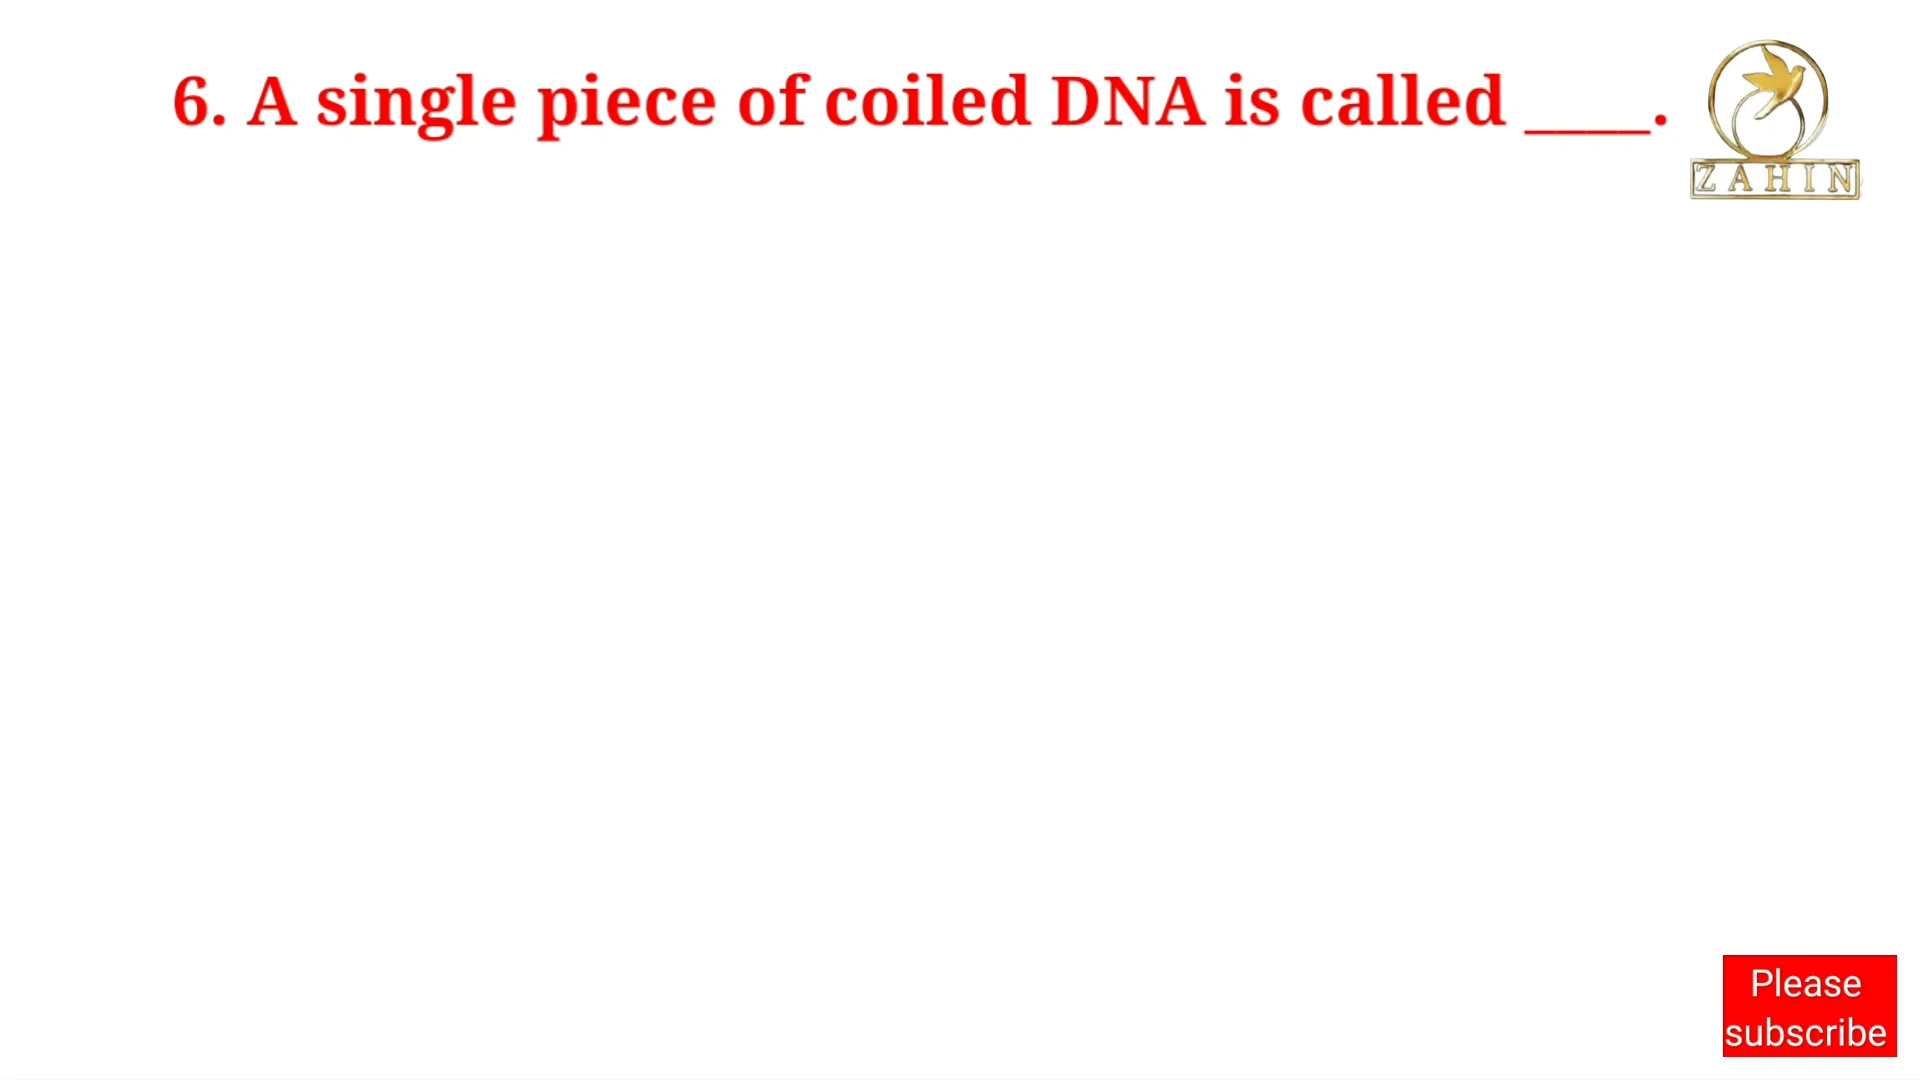 6. A single piece of coiled DNA is called ____.
ZAHIN
Please
subscribe